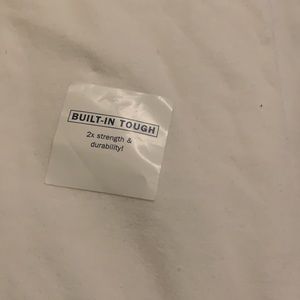 BUILT-IN TOUGH
2x strength &
durability!